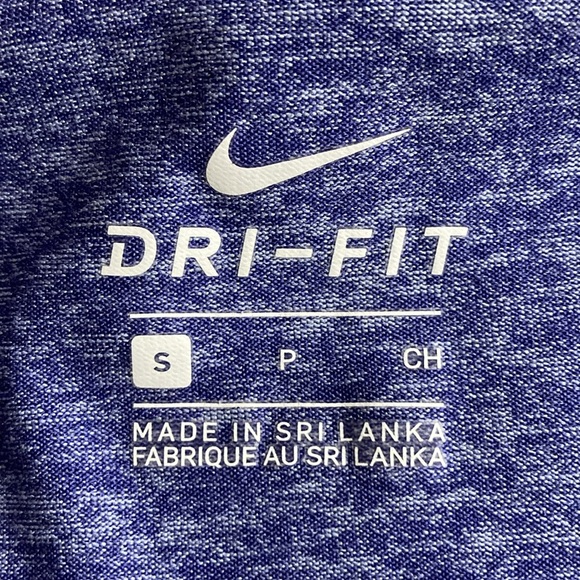 DRI-FIT
S P CH
MADE IN SRI LANKA
FABRIQUE AU SRI LANKA